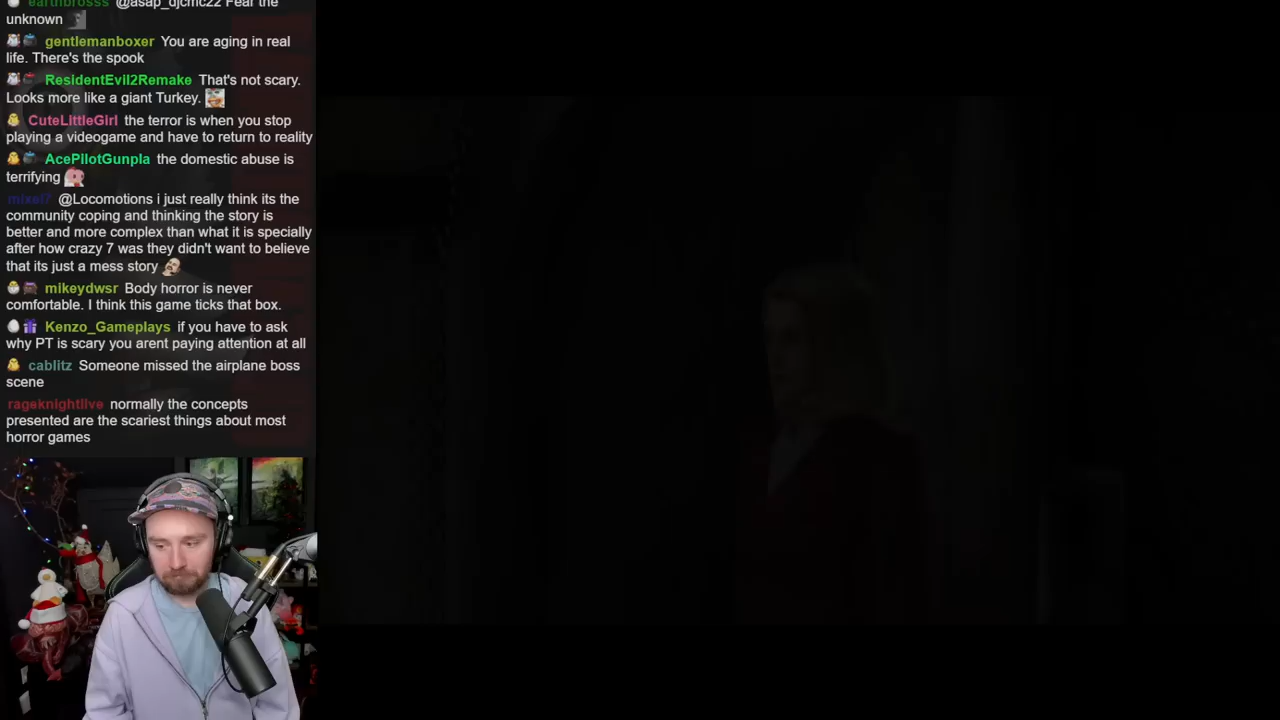 earthbrosss @asap_djcmc22 Fear the
unknown
gentlemanboxer You are aging in real
life. There's the spook
ResidentEvil2Remake That's not scary.
Looks more like a giant Turkey.
CuteLIttleGirl the terror is when you stop
playing a videogame and have to return to reality
AcePilotGunpla the domestic abuse is
terrifying
@Locomotions i just really think its the
community coping and thinking the story is
better and more complex than what it is specially
after how crazy 7 was they didn't want to believe
that its just a mess story
mikeydwsr Body horror is never
comfortable. I think this game ticks that box.
Kenzo_Gameplays if you have to ask
why PT is scary you arent paying attention at all
cablitz Someone missed the airplane boss
scene
rageknightlive normally the concepts
presented are the scariest things about most
horror games